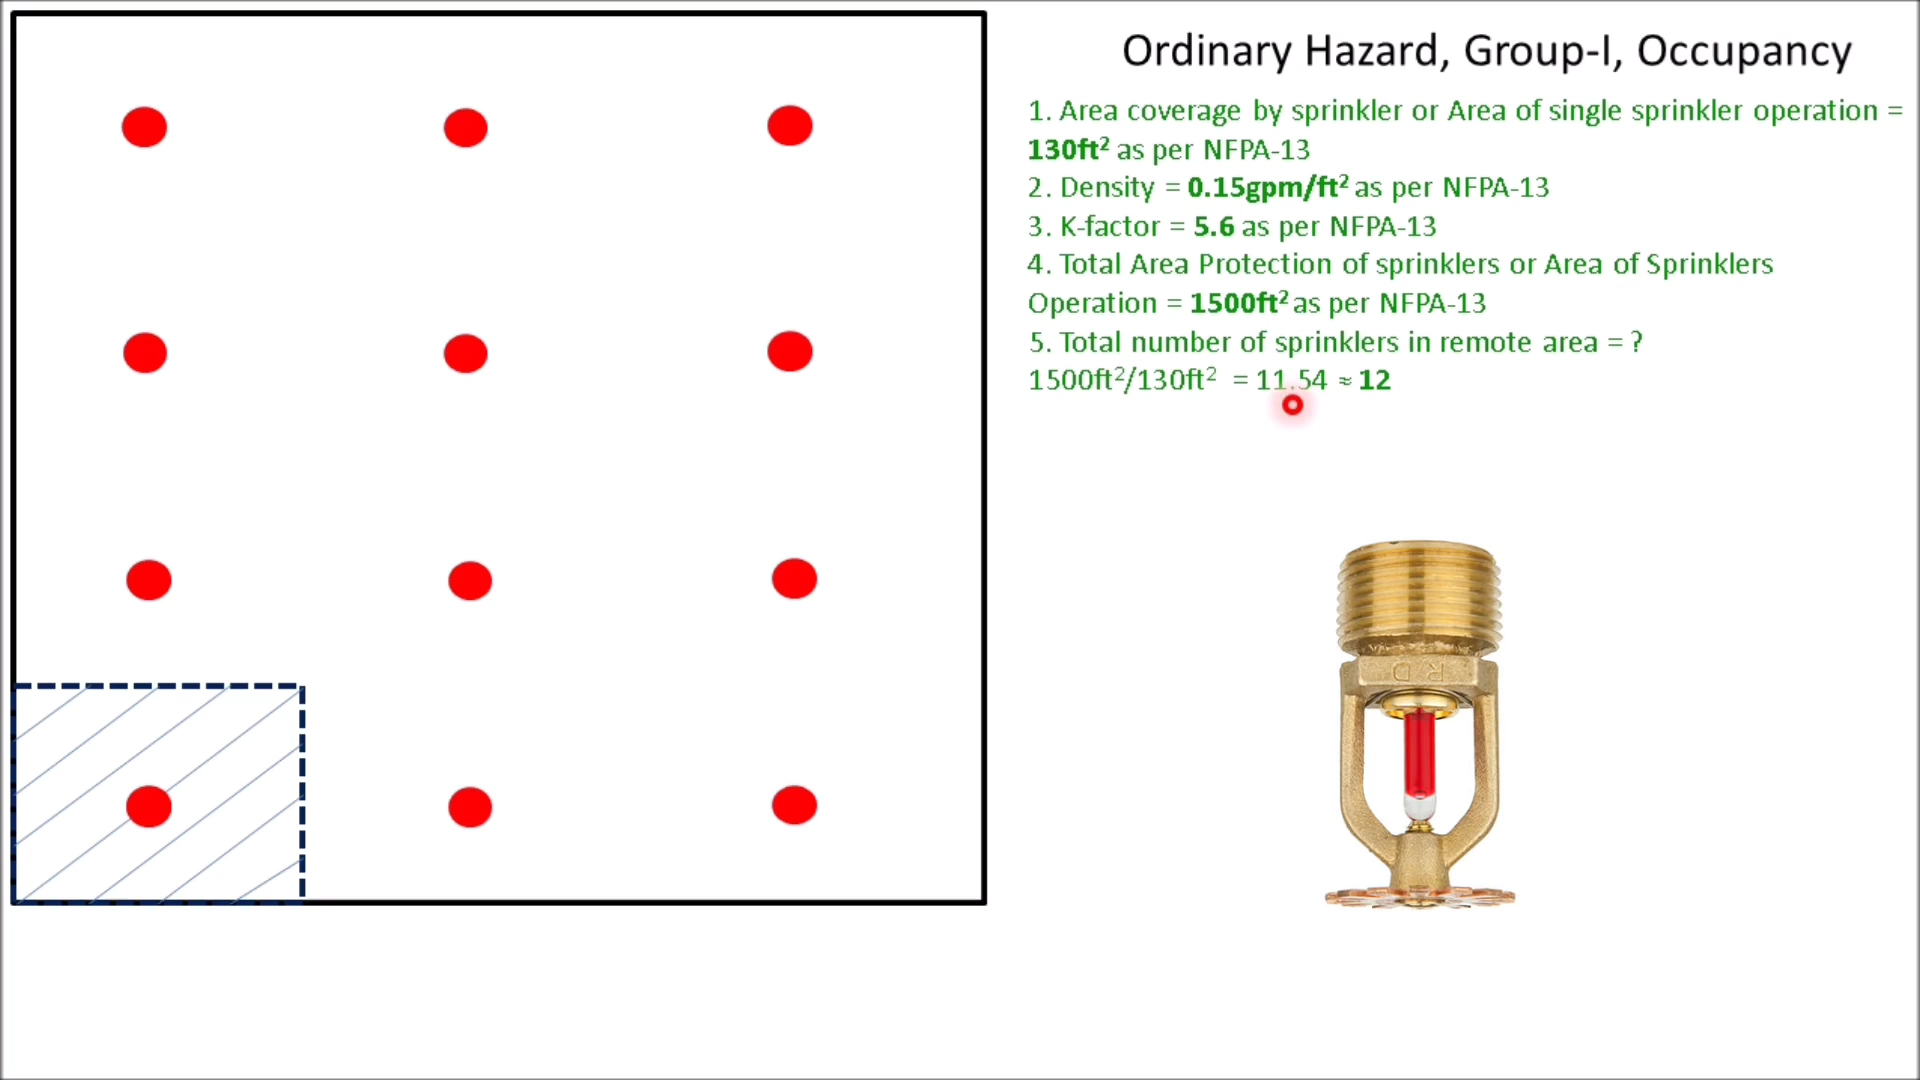 Ordinary Hazard, Group-I, Occupancy
1. Area coverage by sprinkler or Area of single sprinkler operation =
130ft² as per NFPA-13
2. Density = 0.15gpm/ft² as per NFPA-13
3. K-factor = 5.6 as per NFPA-13
4. Total Area Protection of sprinklers or Area of Sprinklers
Operation = 1500ft² as per NFPA-13
5. Total number of sprinklers in remote area = ?
1500ft²/130ft² = 11.54 ≈ 12